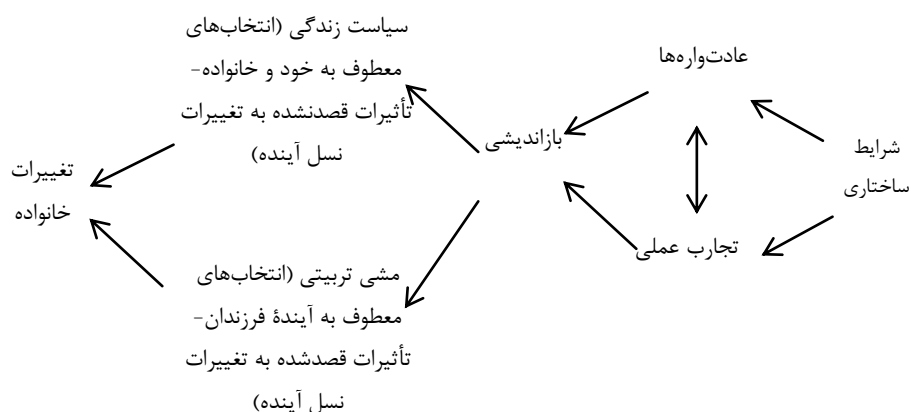 شرایط
ساختاری
عادت‌واره‌ها
تجارب عملی
بازاندیشی
سیاست زندگی (انتخاب‌های
معطوف به خود و خانواده-
تأثیرات قصدنشده به تغییرات
نسل آینده)
مشی تربیتی (انتخاب‌های
معطوف به آیندۀ فرزندان-
تأثیرات قصدشده به تغییرات
نسل آینده)
تغییرات
خانواده